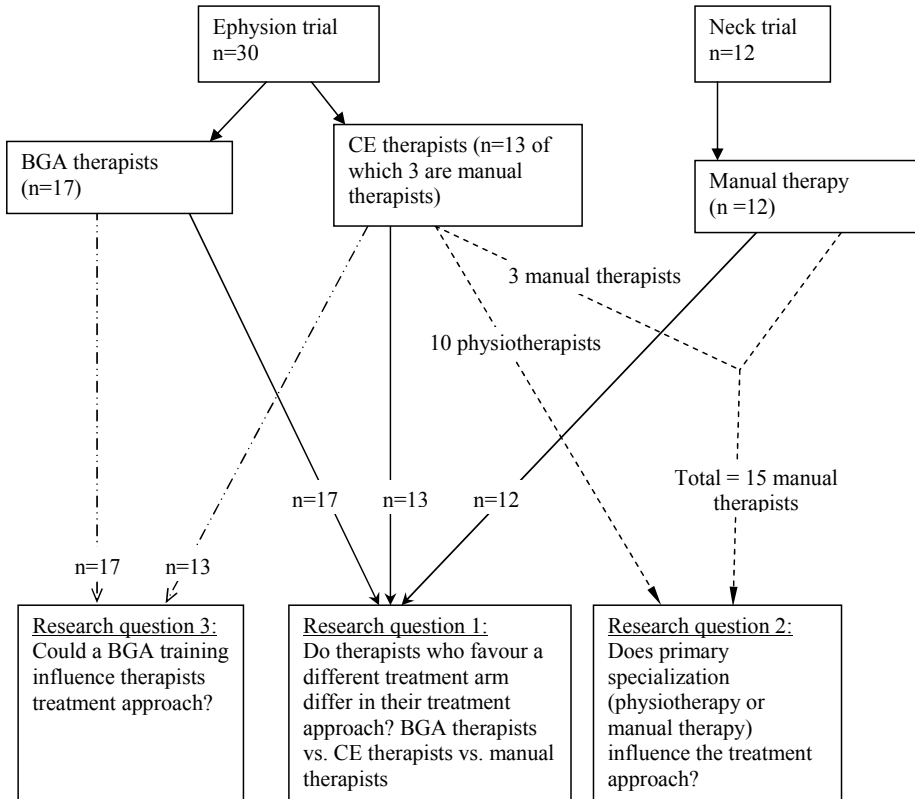 Ephysion trial
n=30
Neck trial
n=12
BGA therapists
(n=17)
CE therapists (n=13 of
which 3 are manual
therapists)
Manual therapy
(n =12)
3 manual therapists
10 physiotherapists
n=17
n=13
n=12
Total = 15 manual
therapists
n=17
n=13
Research question 3:
Could a BGA training
influence therapists
treatment approach?
Research question 1:
Do therapists who favour a
different treatment arm
differ in their treatment
approach? BGA therapists
vs. CE therapists vs. manual
therapists
Research question 2:
Does primary
specialization
(physiotherapy or
manual therapy)
influence the treatment
approach?